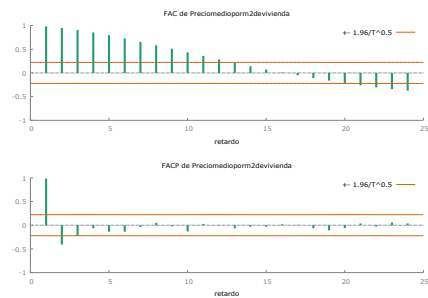 FAC de Preciomedioporm2devivienda
+- 1.96/T^0.5
1
0.5
0
-0.5
-1
0 5 10 15 20 25
retardo
FACP de Preciomedioporm2devivienda
+- 1.96/T^0.5
1
0.5
0
-0.5
-1
0 5 10 15 20 25
retardo